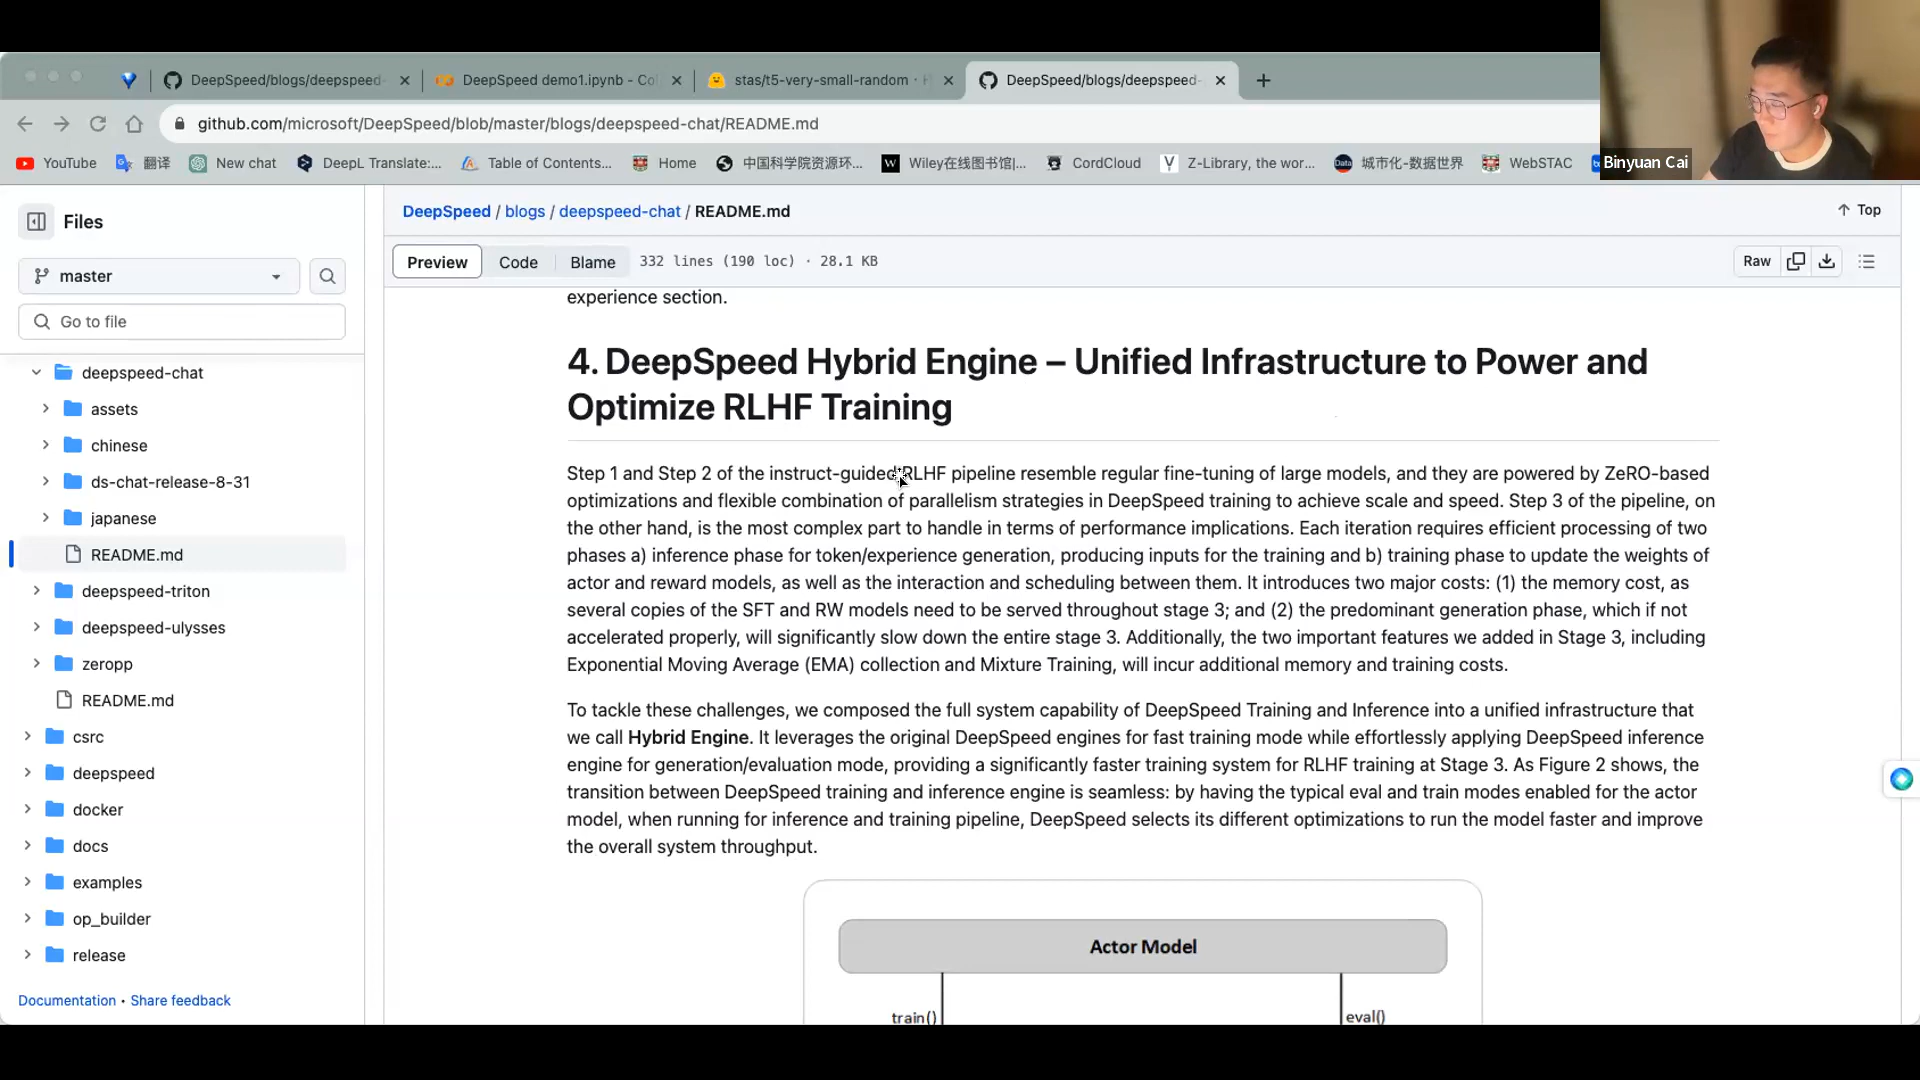 DeepSpeed/blogs/deepspeed-
DeepSpeed demo1.ipynb - Co
stas/t5-very-small-random · H
DeepSpeed/blogs/deepspeed-
github.com/microsoft/DeepSpeed/blob/master/blogs/deepspeed-chat/README.md
YouTube
翻译
New chat
DeepL Translate:...
Table of Contents...
Home
中国科学院资源环...
Wiley在线图书馆|...
CordCloud
Z-Library, the wor...
城市化-数据世界
WebSTAC
Binyuan Cai
Files
master
Go to file
deepspeed-chat
assets
chinese
ds-chat-release-8-31
japanese
README.md
deepspeed-triton
deepspeed-ulysses
zeropp
README.md
csrc
deepspeed
docker
docs
examples
op_builder
release
Documentation • Share feedback
DeepSpeed / blogs / deepspeed-chat / README.md
Top
Preview
Code
Blame
332 lines (190 loc) · 28.1 KB
Raw
experience section.
4. DeepSpeed Hybrid Engine – Unified Infrastructure to Power and
Optimize RLHF Training
Step 1 and Step 2 of the instruct-guided RLHF pipeline resemble regular fine-tuning of large models, and they are powered by ZeRO-based
optimizations and flexible combination of parallelism strategies in DeepSpeed training to achieve scale and speed. Step 3 of the pipeline, on
the other hand, is the most complex part to handle in terms of performance implications. Each iteration requires efficient processing of two
phases a) inference phase for token/experience generation, producing inputs for the training and b) training phase to update the weights of
actor and reward models, as well as the interaction and scheduling between them. It introduces two major costs: (1) the memory cost, as
several copies of the SFT and RW models need to be served throughout stage 3; and (2) the predominant generation phase, which if not
accelerated properly, will significantly slow down the entire stage 3. Additionally, the two important features we added in Stage 3, including
Exponential Moving Average (EMA) collection and Mixture Training, will incur additional memory and training costs.
To tackle these challenges, we composed the full system capability of DeepSpeed Training and Inference into a unified infrastructure that
we call Hybrid Engine. It leverages the original DeepSpeed engines for fast training mode while effortlessly applying DeepSpeed inference
engine for generation/evaluation mode, providing a significantly faster training system for RLHF training at Stage 3. As Figure 2 shows, the
transition between DeepSpeed training and inference engine is seamless: by having the typical eval and train modes enabled for the actor
model, when running for inference and training pipeline, DeepSpeed selects its different optimizations to run the model faster and improve
the overall system throughput.
Actor Model
train()
eval()